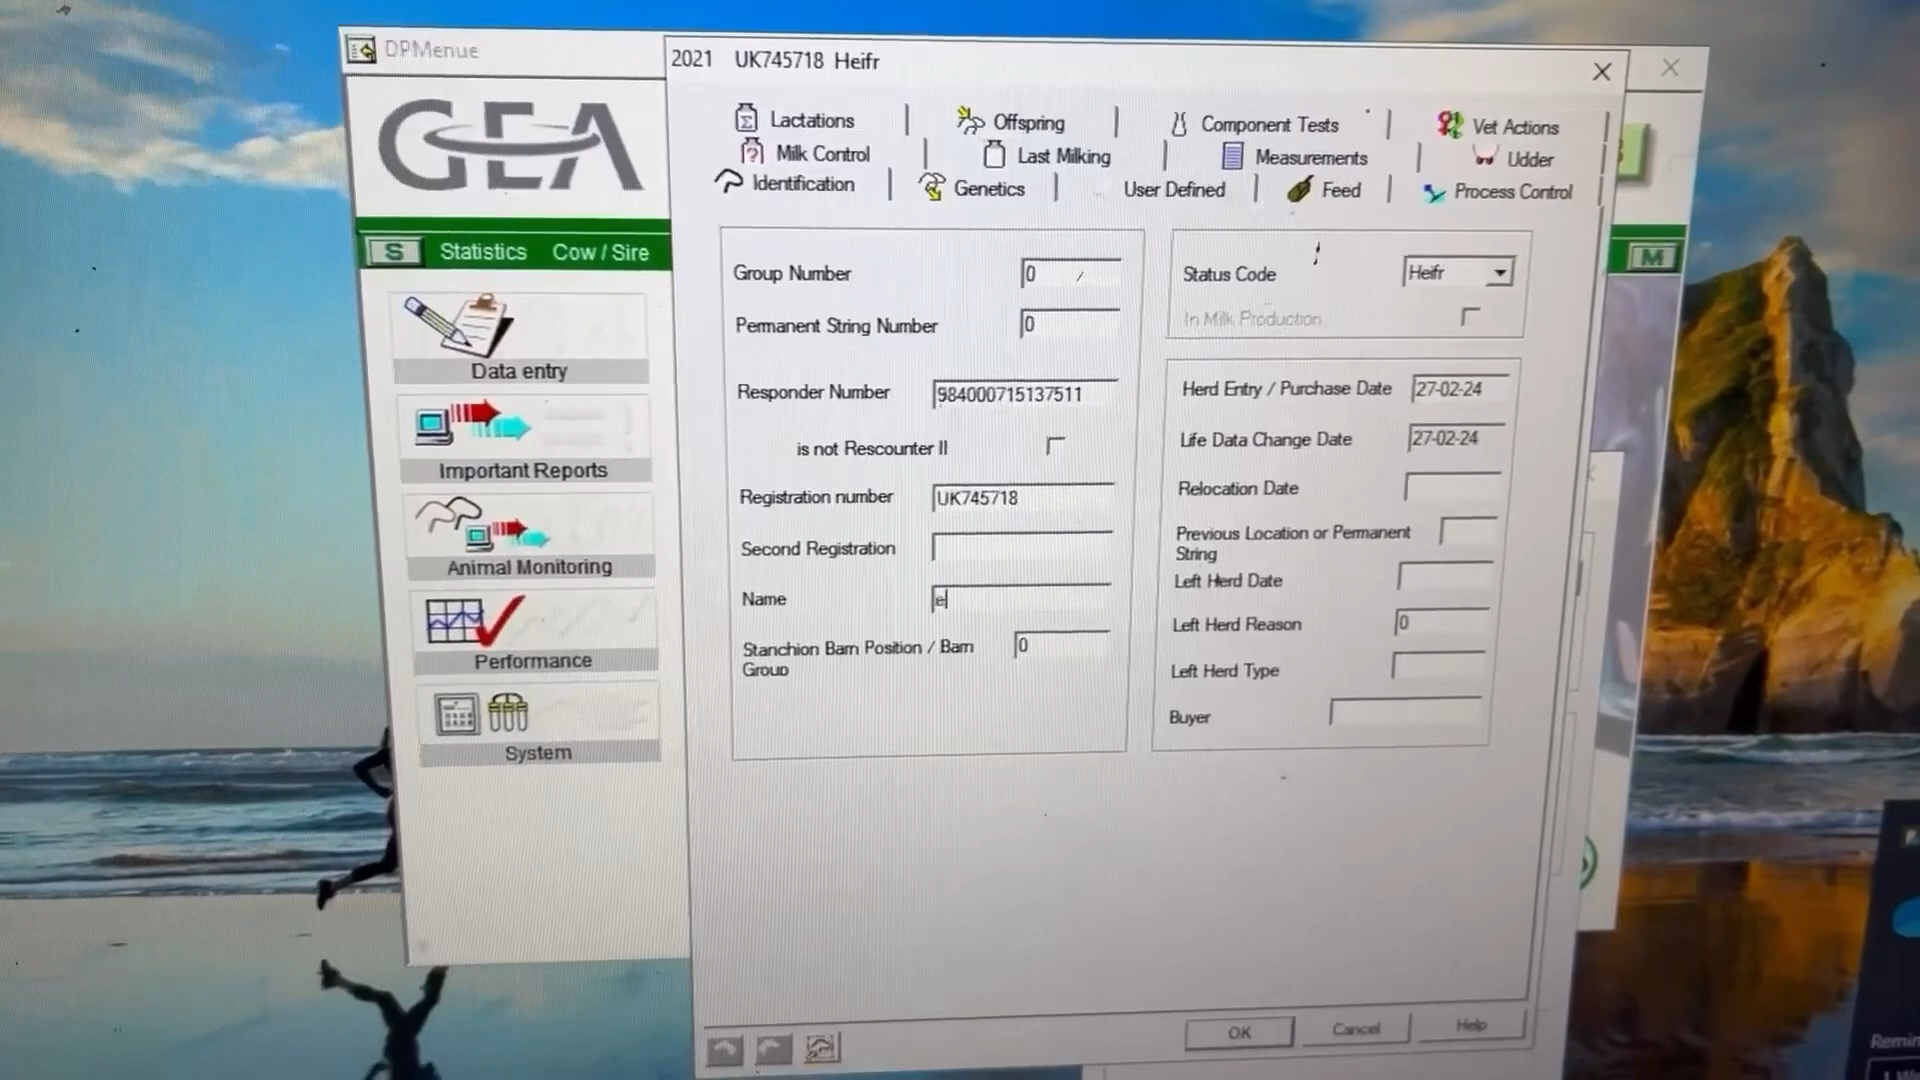 DPMenue
2021 UK745718 Heifr
GEA
Lactations
Offspring
Component Tests
Vet Actions
Milk Control
Last Milking
Measurements
Udder
Identification
Genetics
User Defined
Feed
Process Control
S Statistics Cow / Sire
M
Data entry
Important Reports
Animal Monitoring
Performance
System
Group Number 0
Permanent String Number 0
Responder Number 984000715137511
is not Rescounter II
Registration number UK745718
Second Registration
Name e
Stanchion Barn Position / Barn
Group 0
Status Code Heifr
In Milk Production
Herd Entry / Purchase Date 27-02-24
Life Data Change Date 27-02-24
Relocation Date
Previous Location or Permanent
String
Left Herd Date
Left Herd Reason 0
Left Herd Type
Buyer
OK
Cancel
Help